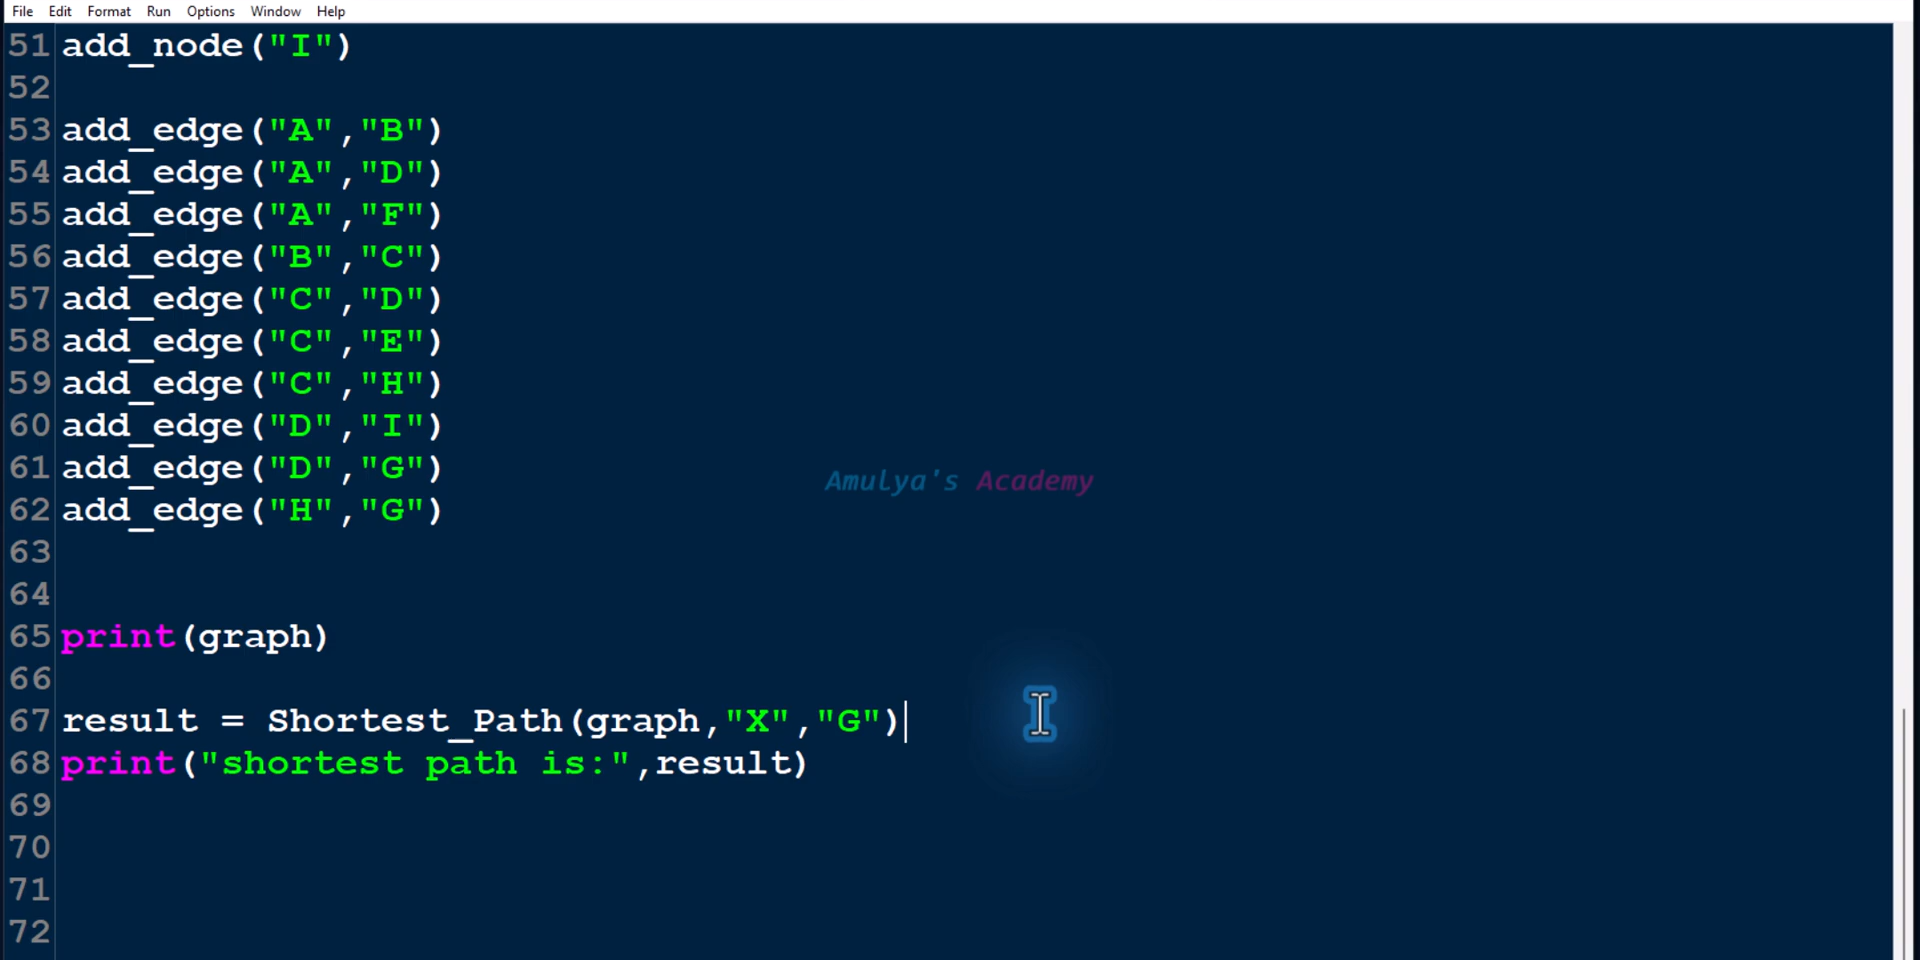 File Edit Format Run Options Window Help
51 add_node("I")
52
53 add_edge("A","B")
54 add_edge("A","D")
55 add_edge("A","F")
56 add_edge("B","C")
57 add_edge("C","D")
58 add_edge("C","E")
59 add_edge("C","H")
60 add_edge("D","I")
61 add_edge("D","G")
62 add_edge("H","G")
63
64
65 print(graph)
66
67 result = Shortest_Path(graph,"X","G")
68 print("shortest path is:",result)
69
70
71
72
Amulya's Academy